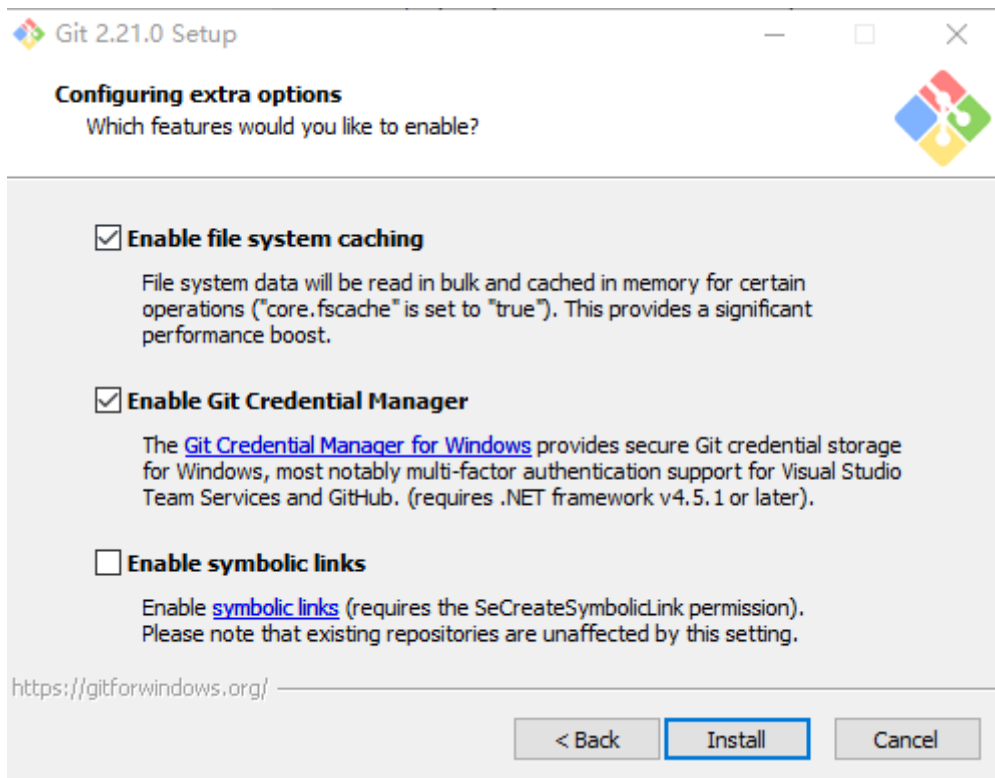 Git 2.21.0 Setup
Configuring extra options
Which features would you like to enable?
Enable file system caching
File system data will be read in bulk and cached in memory for certain
operations ("core.fscache" is set to "true"). This provides a significant
performance boost.
Enable Git Credential Manager
The Git Credential Manager for Windows provides secure Git credential storage
for Windows, most notably multi-factor authentication support for Visual Studio
Team Services and GitHub. (requires .NET framework v4.5.1 or later).
Enable symbolic links
Enable symbolic links (requires the SeCreateSymbolicLink permission).
Please note that existing repositories are unaffected by this setting.
https://gitforwindows.org/
< Back Install Cancel